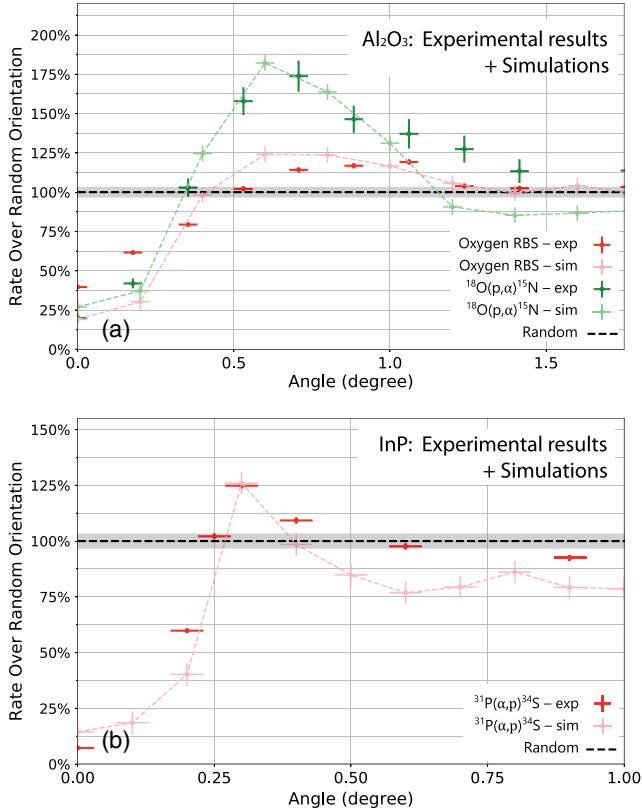 Al₂O₃: Experimental results
+ Simulations
Rate Over Random Orientation
200%
175%
150%
125%
100%
75%
50%
25%
0%
Oxygen RBS – exp
Oxygen RBS – sim
¹⁸O(p,α)¹⁵N – exp
¹⁸O(p,α)¹⁵N – sim
Random
(a)
0.0 0.5 1.0 1.5
Angle (degree)
InP: Experimental results
+ Simulations
Rate Over Random Orientation
150%
125%
100%
75%
50%
25%
0%
³¹P(α,p)³⁴S – exp
³¹P(α,p)³⁴S – sim
Random
(b)
0.00 0.25 0.50 0.75 1.00
Angle (degree)